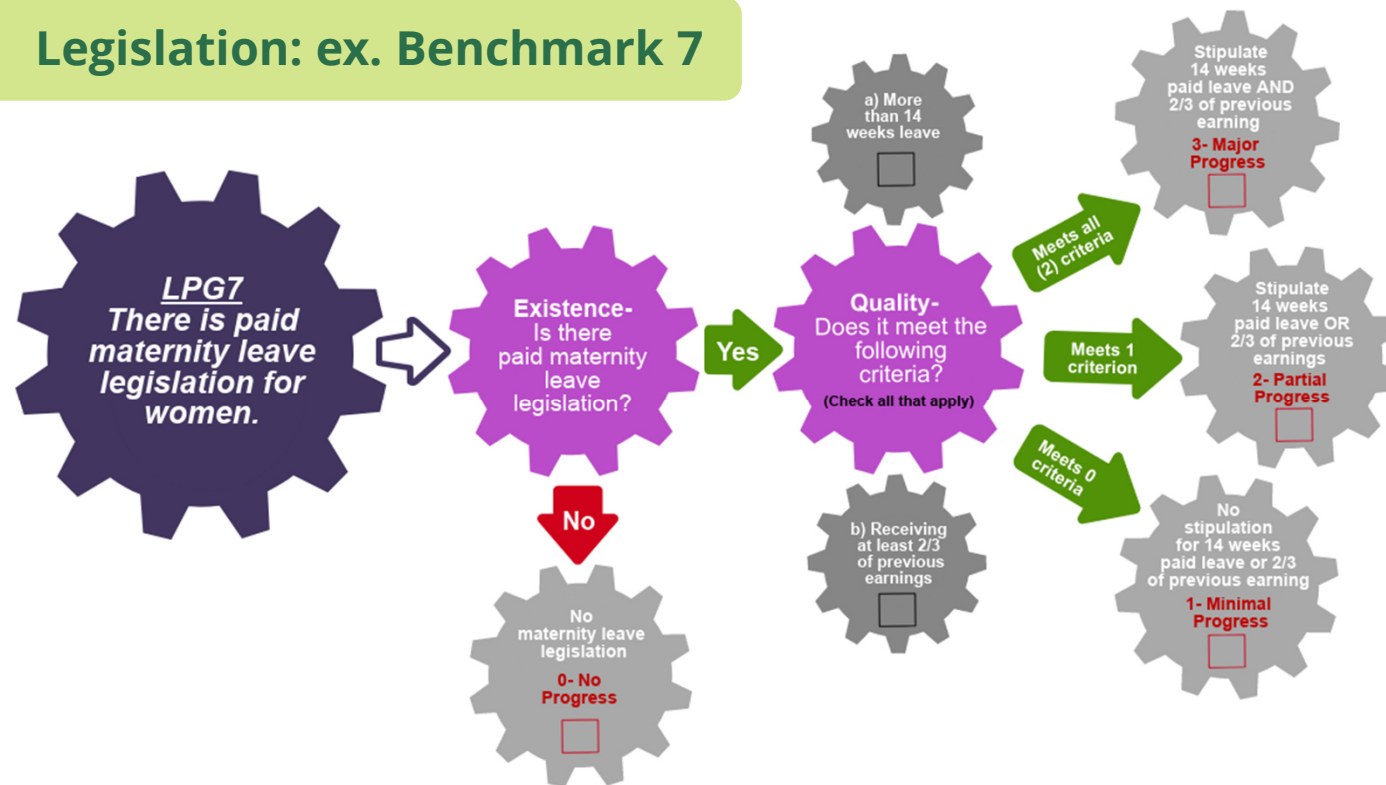 Legislation: ex. Benchmark 7
LPG7
There is paid
maternity leave
legislation for
women.
Existence-
Is there
paid maternity
leave
legislation?
Yes
No
No
maternity leave
legislation
0- No
Progress
a) More
than 14
weeks leave
Quality-
Does it meet the
following
criteria?
(Check all that apply)
b) Receiving
at least 2/3
of previous
earnings
Meets all
(2) criteria
Stipulate
14 weeks
paid leave AND
2/3 of previous
earning
3- Major
Progress
Meets 1
criterion
Stipulate
14 weeks
paid leave OR
2/3 of previous
earnings
2- Partial
Progress
Meets 0
criteria
No
stipulation
for 14 weeks
paid leave or 2/3
of previous earning
1- Minimal
Progress